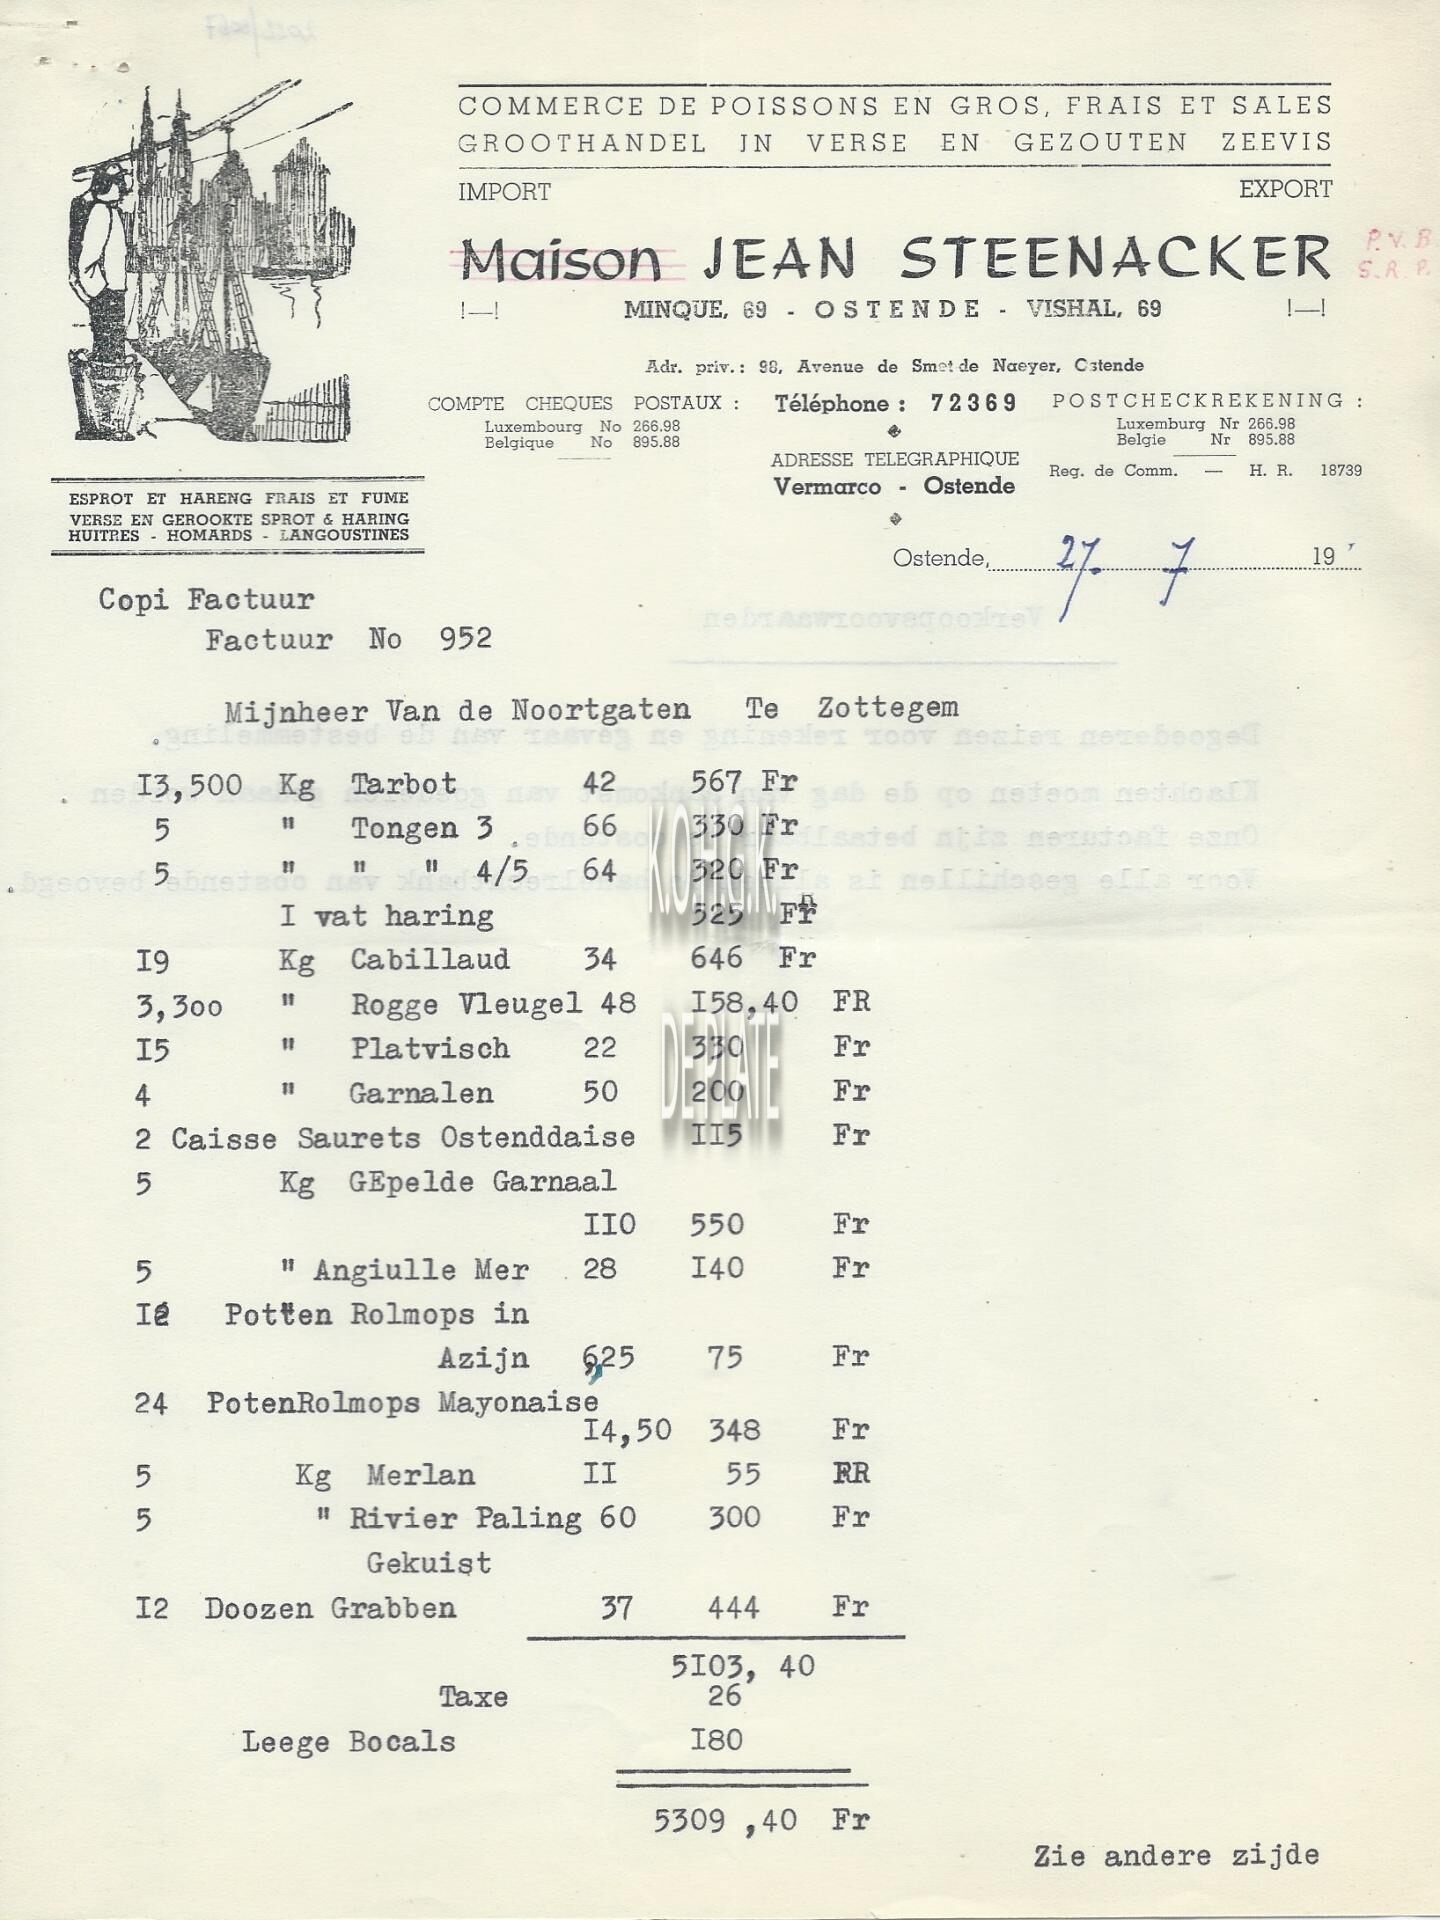 COMMERCE DE POISSONS EN GROS, FRAIS ET SALES
GROOTHANDEL IN VERSE EN GEZOUTEN ZEEVIS
IMPORT EXPORT
Maison JEAN STEENACKER
P.V.B.
S.R.P.
!—! MINQUE, 69 - OSTENDE - VISHAL, 69 !—!
Adr. priv.: 98, Avenue de Smet de Naeyer, Ostende
COMPTE CHEQUES POSTAUX :
Luxembourg No 266.98
Belgique No 895.88
Téléphone : 72369
ADRESSE TELEGRAPHIQUE
Vermarco - Ostende
POSTCHECKREKENING :
Luxemburg Nr 266.98
Belgie Nr 895.88
Reg. de Comm. — H. R. 18739
ESPROT ET HARENG FRAIS ET FUME
VERSE EN GEROOKTE SPROT & HARING
HUITRES - HOMARDS - LANGOUSTINES
Ostende, 27. 7 19
Copi Factuur
Factuur No 952
Mijnheer Van de Noortgaten Te Zottegem
I3,500 Kg Tarbot 42 567 Fr
5 " Tongen 3 66 330 Fr
5 " " " 4/5 64 320 Fr
I vat haring 525 Fr
I9 Kg Cabillaud 34 646 Fr
3,3oo " Rogge Vleugel 48 I58,40 FR
I5 " Platvisch 22 330 Fr
4 " Garnalen 50 200 Fr
2 Caisse Saurets Ostenddaise II5 Fr
5 Kg GEpelde Garnaal
IIO 550 Fr
5 " Angiulle Mer 28 I40 Fr
I2 Potten Rolmops in
Azijn 6,25 75 Fr
24 PotenRolmops Mayonaise
I4,50 348 Fr
5 Kg Merlan II 55 FR
5 " Rivier Paling 60 300 Fr
Gekuist
I2 Doozen Grabben 37 444 Fr
5I03, 40
Taxe 26
Leege Bocals I80
5309 ,40 Fr
Zie andere zijde
K.O.H.G.K.
DE PLATE